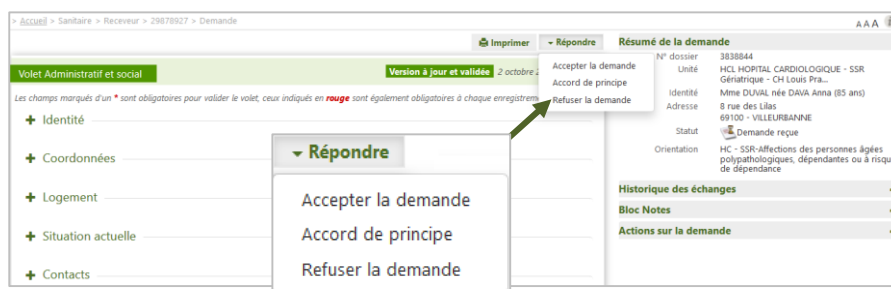 > Accueil > Sanitaire > Receveur > 29878927 > Demande
A A A
Imprimer
Répondre
Accepter la demande
Accord de principe
Refuser la demande
Volet Administratif et social
Version à jour et validée 2 octobre
Les champs marqués d'un * sont obligatoires pour valider le volet, ceux indiqués en rouge sont également obligatoires à chaque
Identité
Coordonnées
Logement
Situation actuelle
Contacts
Répondre
Accepter la demande
Accord de principe
Refuser la demande
Résumé de la demande
N° dossier 3838844
Unité HCL HOPITAL CARDIOLOGIQUE - SSR
Gériatrique - CH Louis Pra...
Identité Mme DUVAL née DAVA Anna (85 ans)
Adresse 8 rue des Lilas
69100 - VILLEURBANNE
Statut Demande reçue
Orientation HC - SSR-Affections des personnes âgées
polypathologiques, dépendantes ou à risqu
de dépendance
Historique des échanges
Bloc Notes
Actions sur la demande